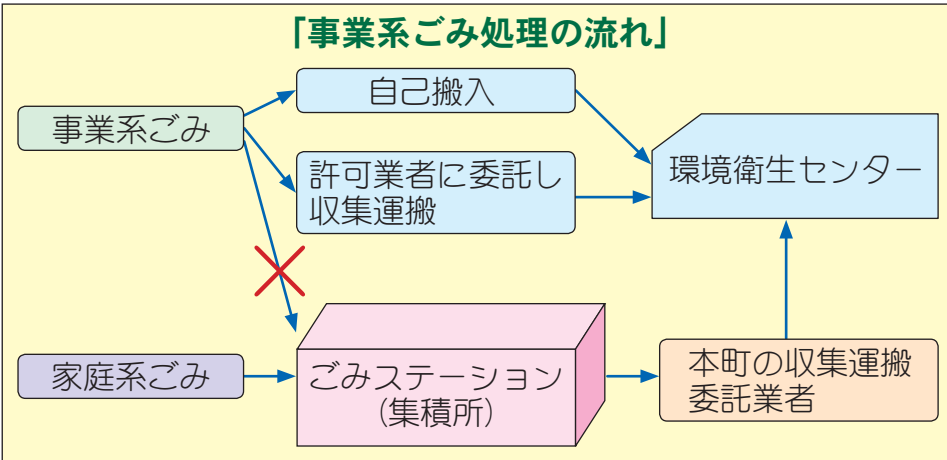 「事業系ごみ処理の流れ」
事業系ごみ
自己搬入
許可業者に委託し
収集運搬
環境衛生センター
家庭系ごみ
ごみステーション
(集積所)
本町の収集運搬
委託業者